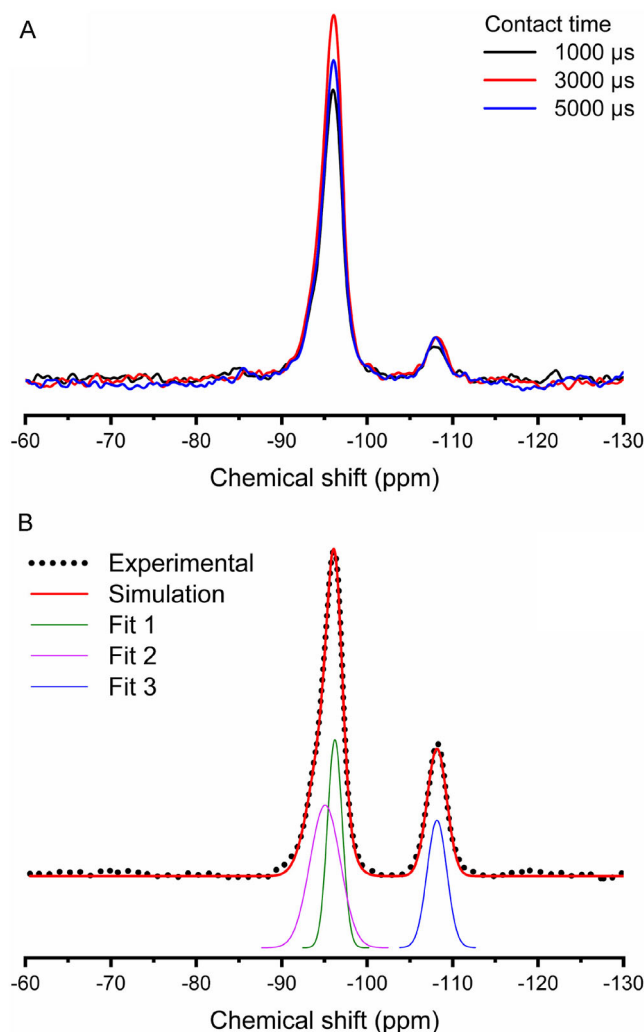 A
Contact time
1000 µs
3000 µs
5000 µs
-60 -70 -80 -90 -100 -110 -120 -130
Chemical shift (ppm)
B
Experimental
Simulation
Fit 1
Fit 2
Fit 3
-60 -70 -80 -90 -100 -110 -120 -130
Chemical shift (ppm)